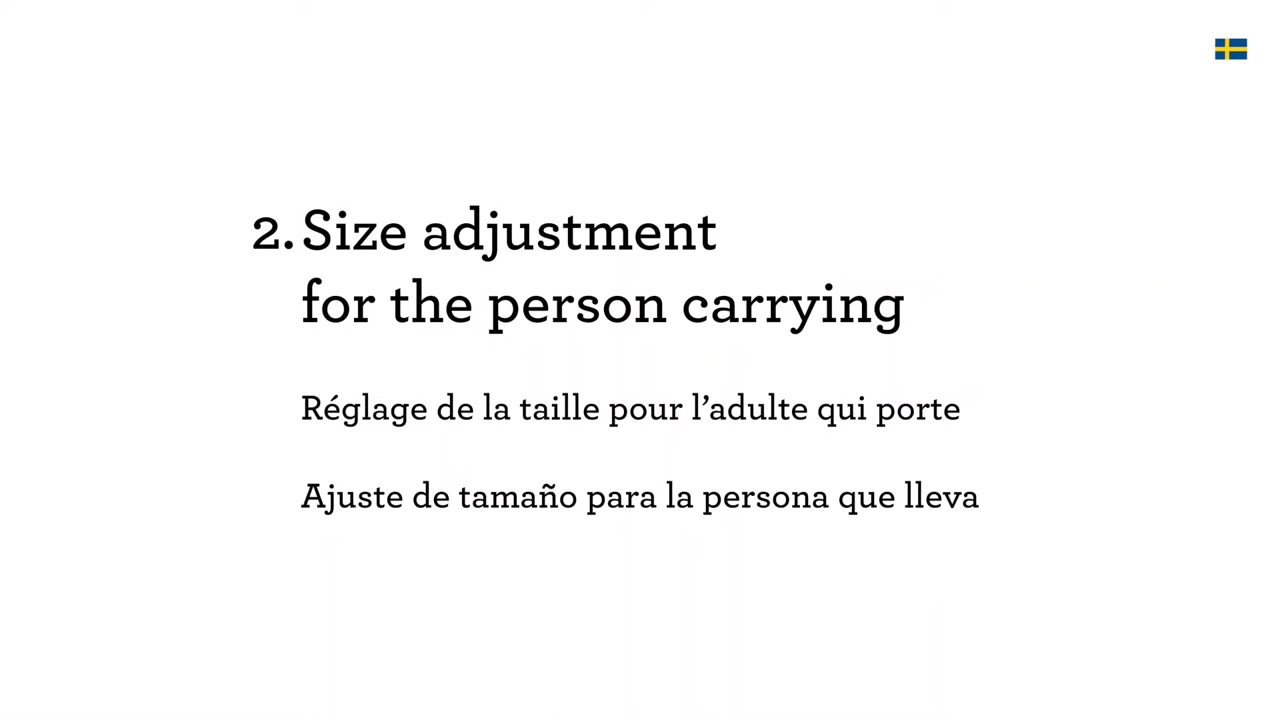 2. Size adjustment
for the person carrying
Réglage de la taille pour l’adulte qui porte
Ajuste de tamaño para la persona que lleva